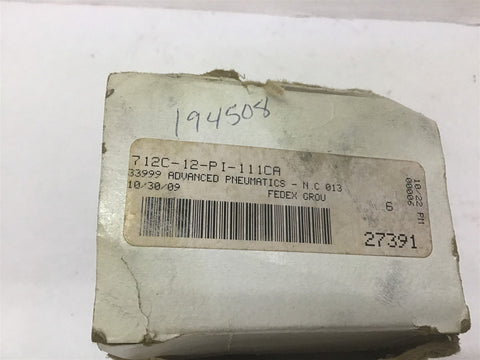 194508
712C-12-PI-111CA
33999 ADVANCED PNEUMATICS - N.C 013
10/30/09 FEDEX GROU
6
27391
10/22 AM
00006